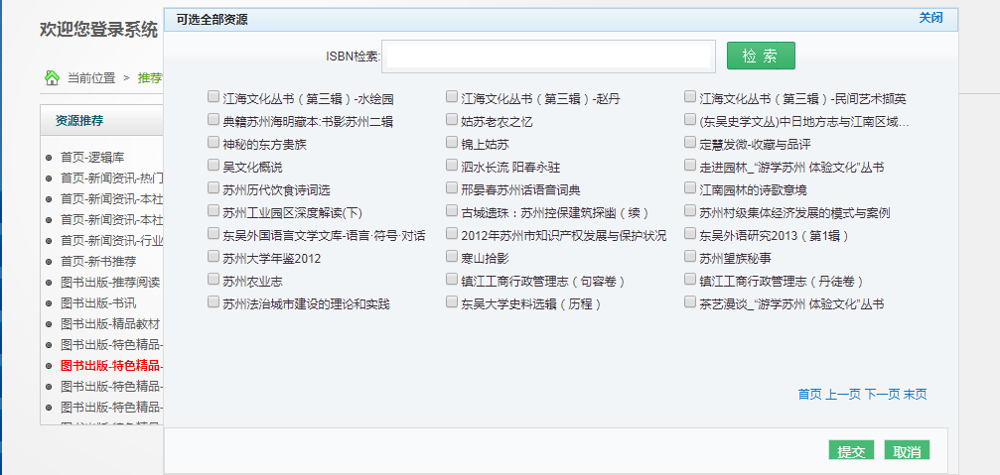 欢迎您登录系统
当前位置 > 推荐
资源推荐
首页-逻辑库
首页-新闻资讯-热门
首页-新闻资讯-本社
首页-新闻资讯-本社
首页-新闻资讯-行业
首页-新书推荐
图书出版-推荐阅读
图书出版-书讯
图书出版-精品教材
图书出版-特色精品-
图书出版-特色精品-
图书出版-特色精品-
图书出版-特色精品-
可选全部资源 关闭
ISBN检索: 检 索
江海文化丛书（第三辑）-水绘园 江海文化丛书（第三辑）-赵丹 江海文化丛书（第三辑）-民间艺术撷英
典籍苏州海明藏本:书影苏州二辑 姑苏老农之忆 (东吴史学文丛)中日地方志与江南区域...
神秘的东方贵族 锦上姑苏 定慧发微-收藏与品评
吴文化概说 泗水长流 阳春永驻 走进园林_“游学苏州 体验文化”丛书
苏州历代饮食诗词选 邢晏春苏州话语音词典 江南园林的诗歌意境
苏州工业园区深度解读(下) 古城遗珠：苏州控保建筑探幽（续） 苏州村级集体经济发展的模式与案例
东吴外国语言文学文库-语言·符号·对话 2012年苏州市知识产权发展与保护状况 东吴外语研究2013（第1辑）
苏州大学年鉴2012 寒山拾影 苏州望族秘事
苏州农业志 镇江工商行政管理志（句容卷） 镇江工商行政管理志（丹徒卷）
苏州法治城市建设的理论和实践 东吴大学史料选辑（历程） 茶艺漫谈_“游学苏州 体验文化”丛书
首页 上一页 下一页 末页
提交 取消